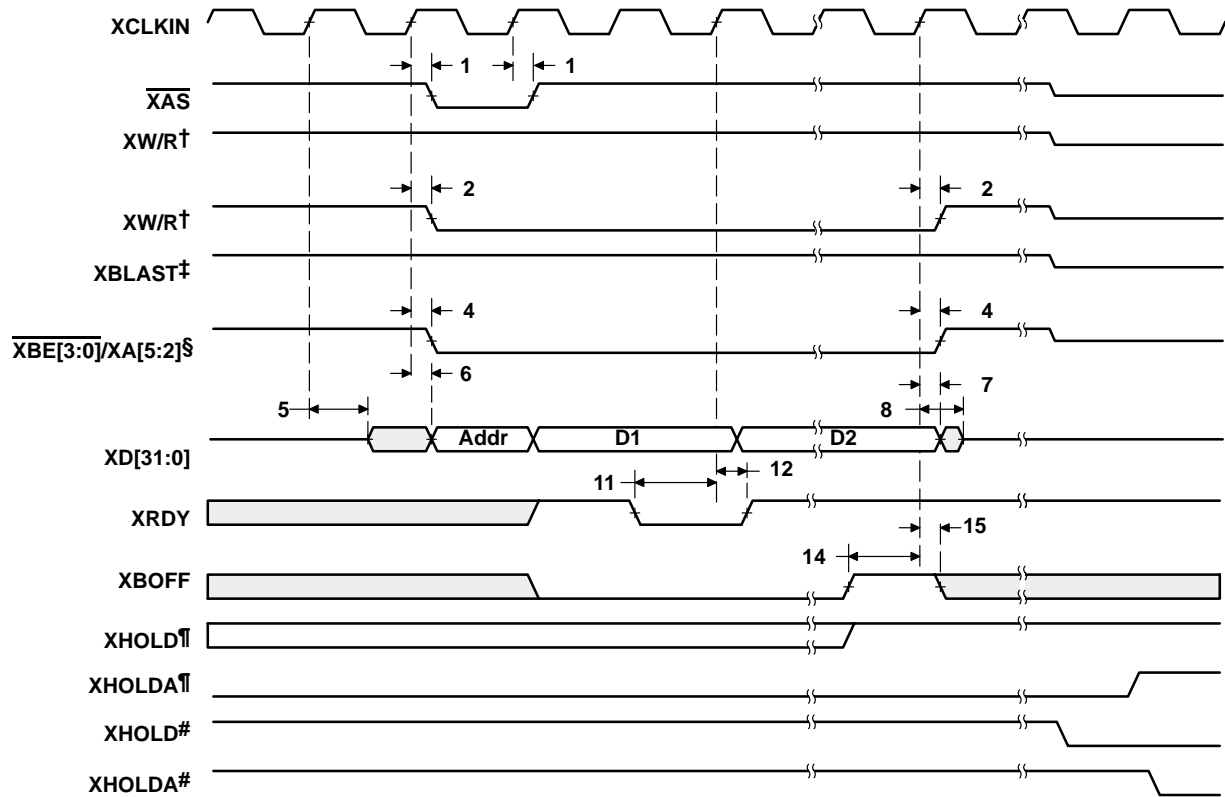 XCLKIN
1 1
XAS
XW/R†
2 2
XW/R†
XBLAST‡
4 4
XBE[3:0]/XA[5:2]§
6 7
5 8
Addr D1 D2
XD[31:0]
11 12
XRDY
15
14
XBOFF
XHOLD¶
XHOLDA¶
XHOLD#
XHOLDA#